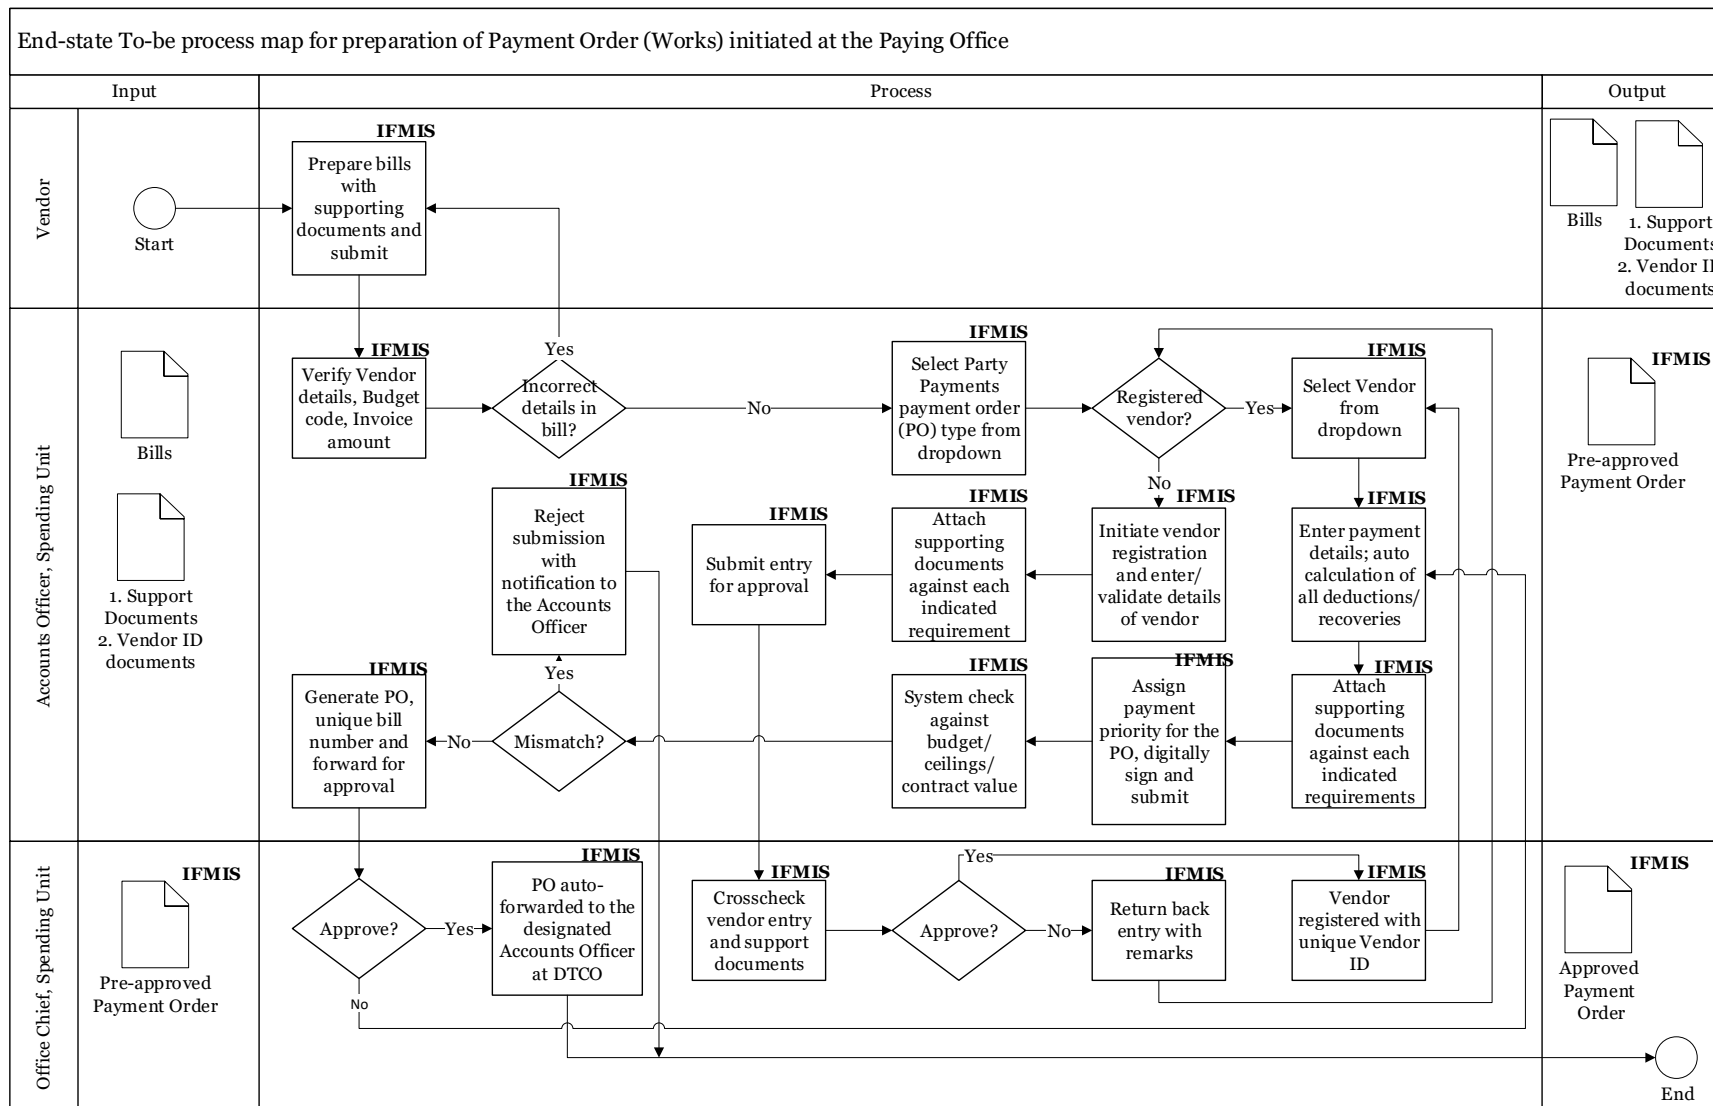 End-state To-be process map for preparation of Payment Order (Works) initiated at the Paying Office
Input
Process
Output
Vendor
Start
IFMIS
Prepare bills
with
supporting
documents and
submit
Bills
1. Support
Documents
2. Vendor ID
documents
Accounts Officer, Spending Unit
Bills
1. Support
Documents
2. Vendor ID
documents
IFMIS
Verify Vendor
details, Budget
code, Invoice
amount
Yes
Incorrect
details in
bill?
No
IFMIS
Select Party
Payments
payment order
(PO) type from
dropdown
Registered
vendor?
Yes
No
IFMIS
Select Vendor
from
dropdown
IFMIS
Pre-approved
Payment Order
IFMIS
Reject
submission
with
notification to
the Accounts
Officer
IFMIS
Submit entry
for approval
IFMIS
Attach
supporting
documents
against each
indicated
requirement
IFMIS
Initiate vendor
registration
and enter/
validate details
of vendor
IFMIS
Enter payment
details; auto
calculation of
all deductions/
recoveries
IFMIS
Generate PO,
unique bill
number and
forward for
approval
No
Yes
Mismatch?
IFMIS
System check
against
budget/
ceilings/
contract value
IFMIS
Assign
payment
priority for the
PO, digitally
sign and
submit
IFMIS
Attach
supporting
documents
against each
indicated
requirements
Office Chief, Spending Unit
IFMIS
Pre-approved
Payment Order
Approve?
Yes
No
IFMIS
PO auto-
forwarded to the
designated
Accounts Officer
at DTCO
IFMIS
Crosscheck
vendor entry
and support
documents
Yes
Approve?
No
IFMIS
Return back
entry with
remarks
IFMIS
Vendor
registered with
unique Vendor
ID
IFMIS
Approved
Payment
Order
End